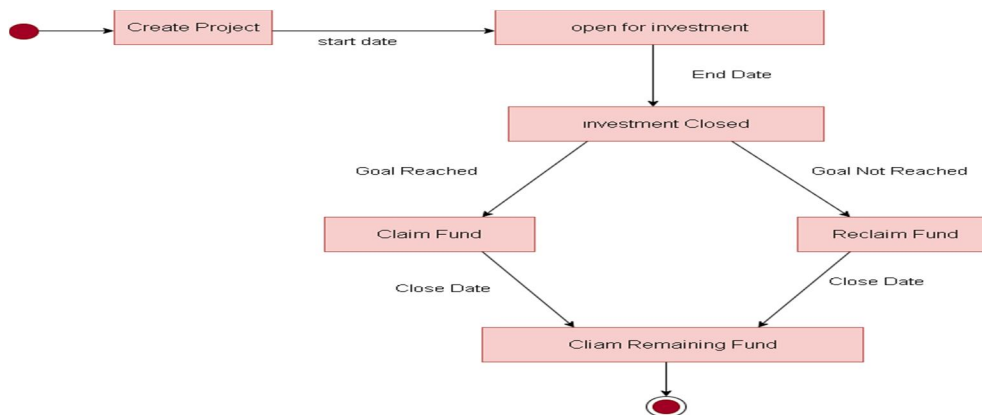 Create Project
start date
open for investment
End Date
investment Closed
Goal Reached
Goal Not Reached
Claim Fund
Reclaim Fund
Close Date
Close Date
Cliam Remaining Fund